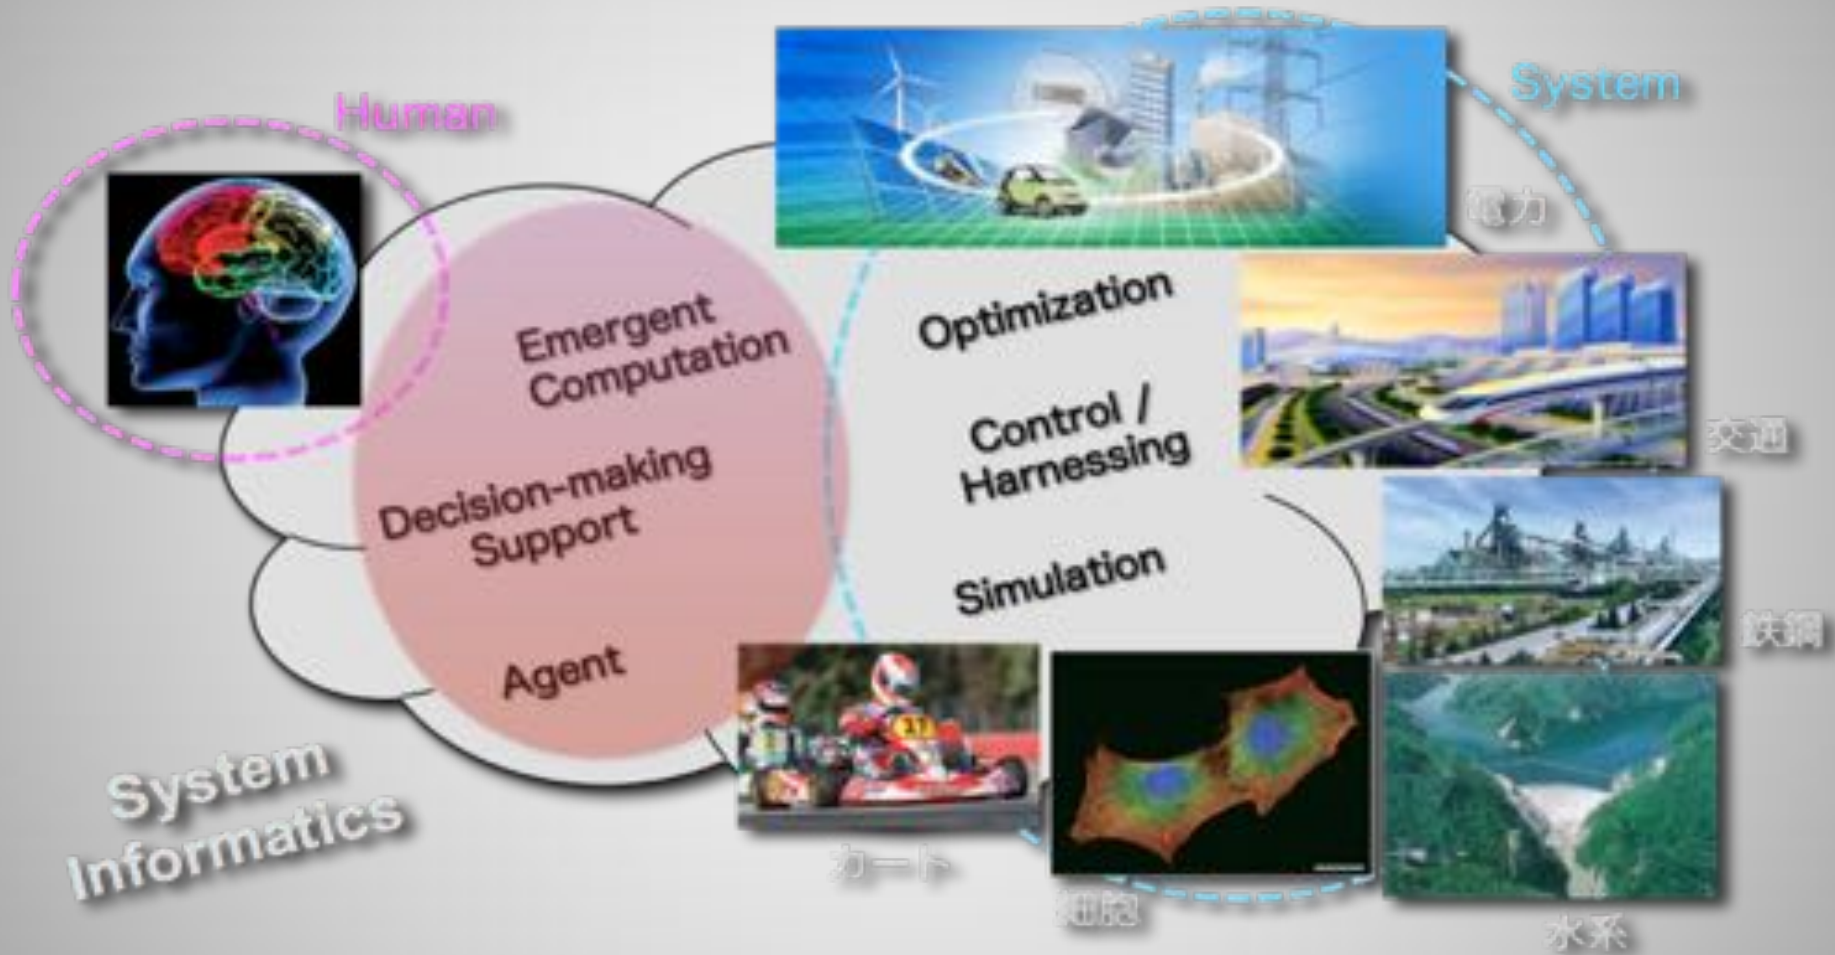 Human
System
電力
Emergent
Computation
Optimization
Control /
Harnessing
交通
Decision-making
Support
Simulation
鉄鋼
Agent
17
System
Informatics
カート
細胞
水系